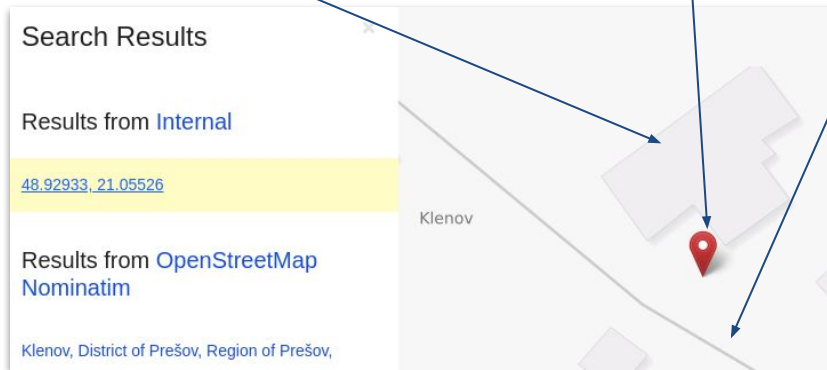 Search Results
×
Results from Internal
48.92933, 21.05526
Results from OpenStreetMap
Nominatim
Klenov, District of Prešov, Region of Prešov,
Klenov